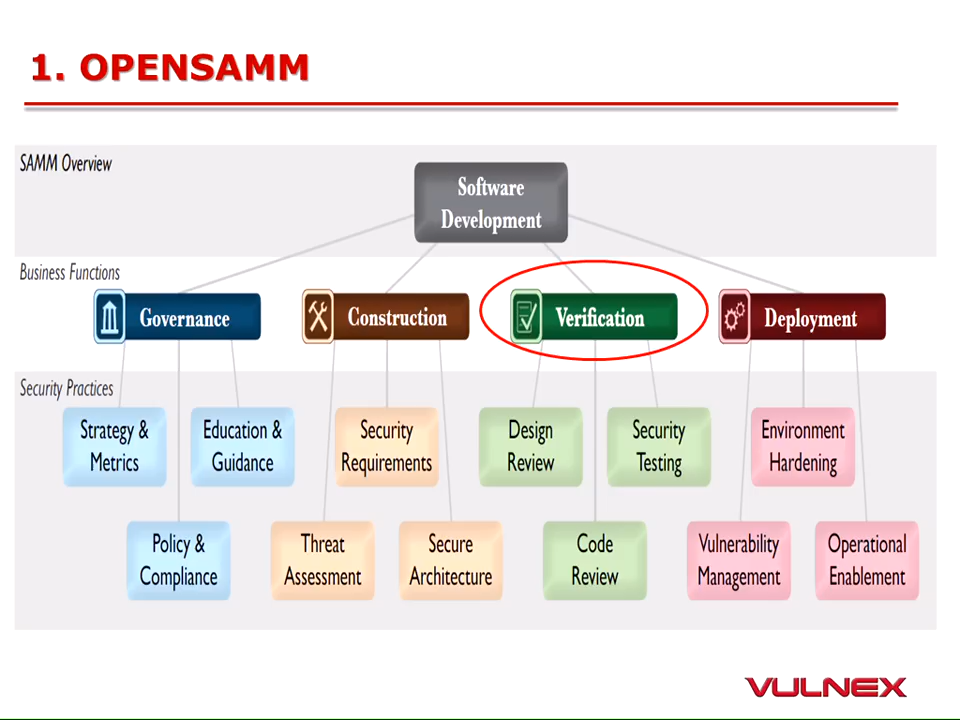 1. OPENSAMM
SAMM Overview
Software
Development
Business Functions
Governance
Construction
Verification
Deployment
Security Practices
Strategy &
Metrics
Education &
Guidance
Security
Requirements
Design
Review
Security
Testing
Environment
Hardening
Policy &
Compliance
Threat
Assessment
Secure
Architecture
Code
Review
Vulnerability
Management
Operational
Enablement
VULNEX